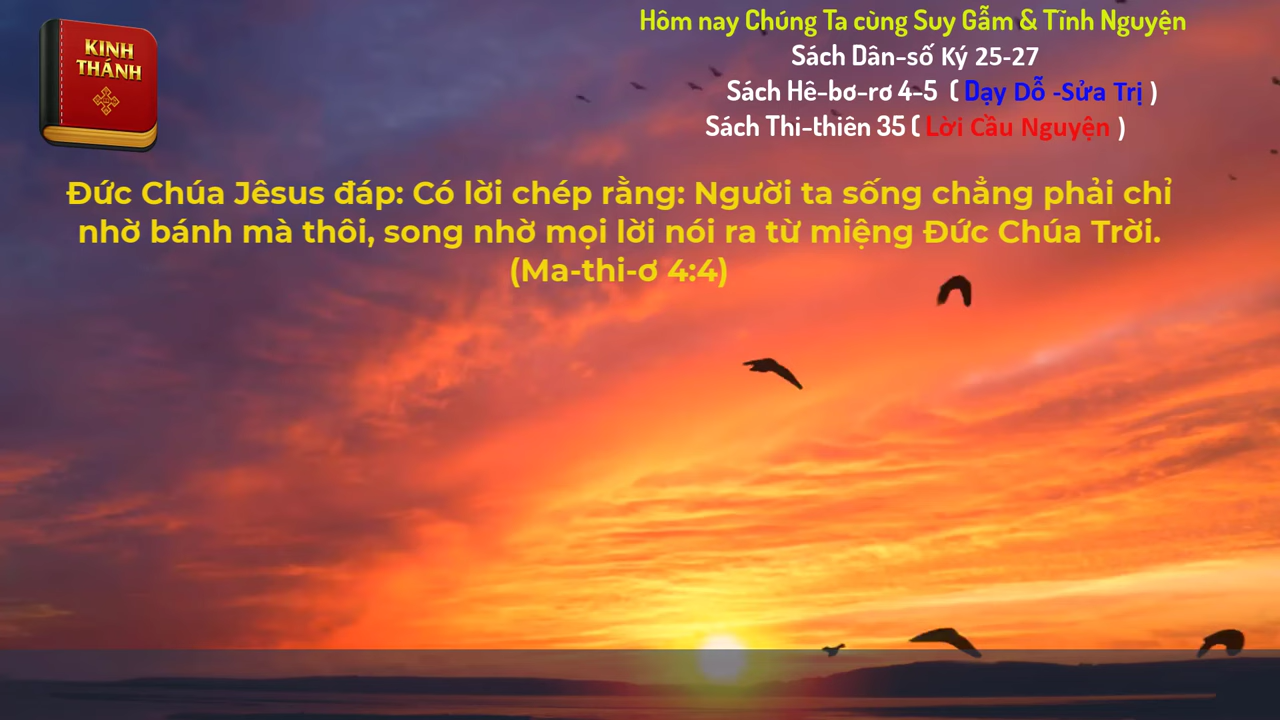 KINH
THÁNH
Hôm nay Chúng Ta cùng Suy Gẫm & Tĩnh Nguyện
Sách Dân-số Ký 25-27
Sách Hê-bơ-rơ 4-5 ( Dạy Dỗ -Sửa Trị )
Sách Thi-thiên 35 ( Lời Cầu Nguyện )
Đức Chúa Jêsus đáp: Có lời chép rằng: Người ta sống chẳng phải chỉ
nhờ bánh mà thôi, song nhờ mọi lời nói ra từ miệng Đức Chúa Trời.
(Ma-thi-ơ 4:4)